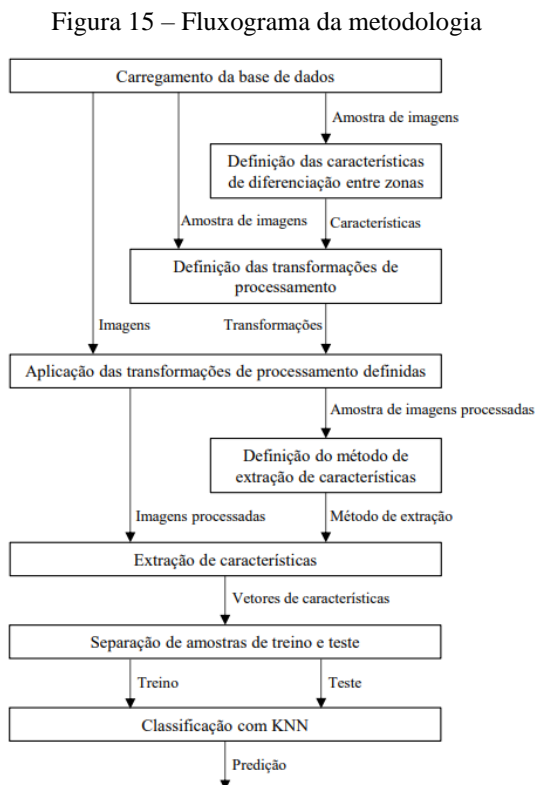 Figura 15 – Fluxograma da metodologia
Carregamento da base de dados
Amostra de imagens
Definição das características
de diferenciação entre zonas
Amostra de imagens
Características
Definição das transformações de
processamento
Imagens
Transformações
Aplicação das transformações de processamento definidas
Amostra de imagens processadas
Definição do método de
extração de características
Imagens processadas
Método de extração
Extração de características
Vetores de características
Separação de amostras de treino e teste
Treino
Teste
Classificação com KNN
Predição